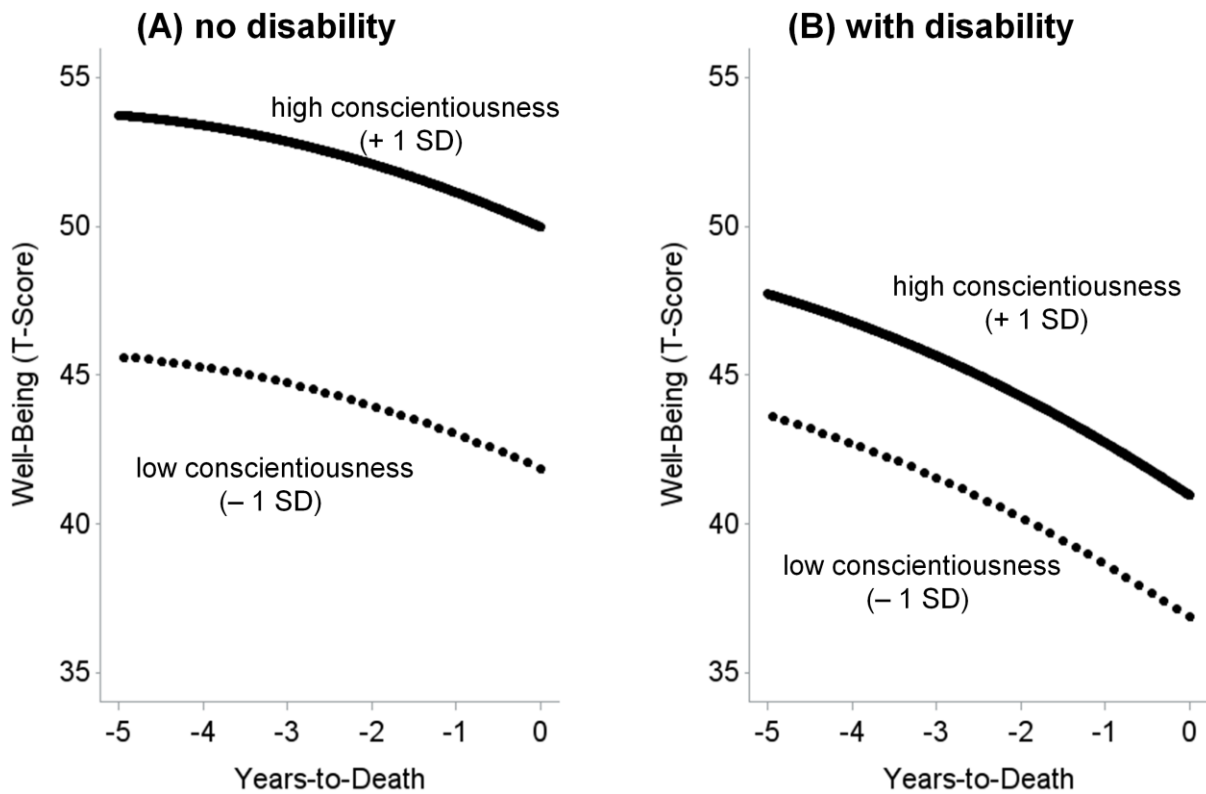 (A) no disability
55
50
45
40
35
Well-Being (T-Score)
high conscientiousness
(+ 1 SD)
low conscientiousness
(– 1 SD)
-5 -4 -3 -2 -1 0
Years-to-Death
(B) with disability
55
50
45
40
35
Well-Being (T-Score)
high conscientiousness
(+ 1 SD)
low conscientiousness
(– 1 SD)
-5 -4 -3 -2 -1 0
Years-to-Death